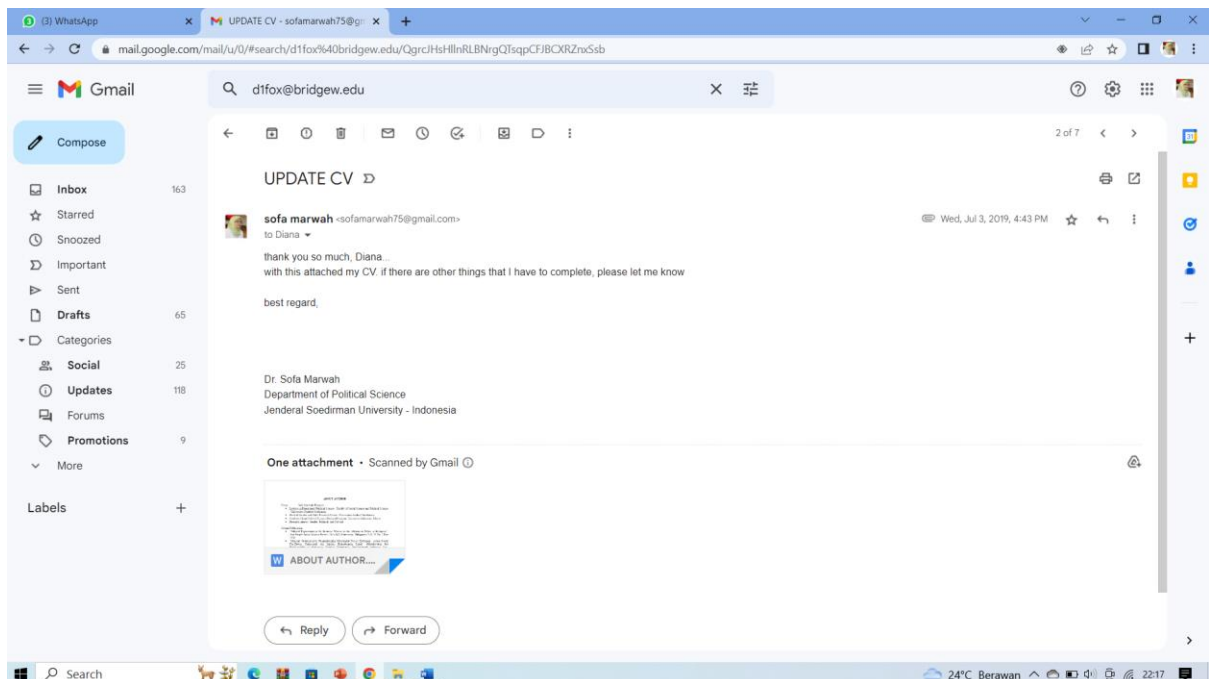 (3) WhatsApp
UPDATE CV - sofamarwah75@gm
mail.google.com/mail/u/0/#search/d1fox%40bridgew.edu/QgrcJHsHllnRLBNrgQTsqpCFJBCXRZnxSsb
Gmail
d1fox@bridgew.edu
Compose
2 of 7
Inbox 163
Starred
Snoozed
Important
Sent
Drafts 65
Categories
Social 25
Updates 118
Forums
Promotions 9
More
Labels
UPDATE CV
sofa marwah <sofamarwah75@gmail.com>
Wed, Jul 3, 2019, 4:43 PM
to Diana
thank you so much, Diana...
with this attached my CV. if there are other things that I have to complete, please let me know
best regard,
Dr. Sofa Marwah
Department of Political Science
Jenderal Soedirman University - Indonesia
One attachment • Scanned by Gmail
ABOUT AUTHOR
W ABOUT AUTHOR....
Reply Forward
Search
24°C Berawan 22:17